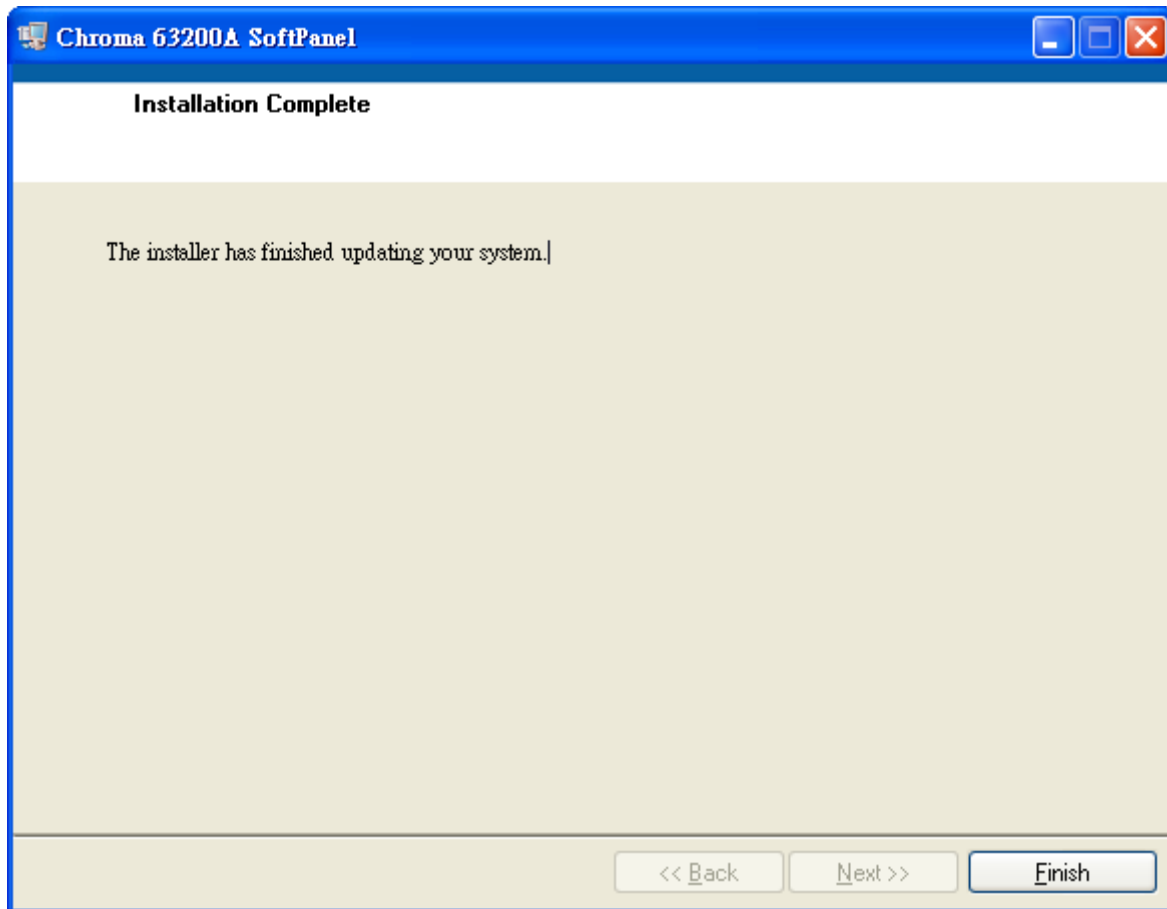 Chroma 63200A SoftPanel
Installation Complete
The installer has finished updating your system.
<< Back
Next >>
Finish